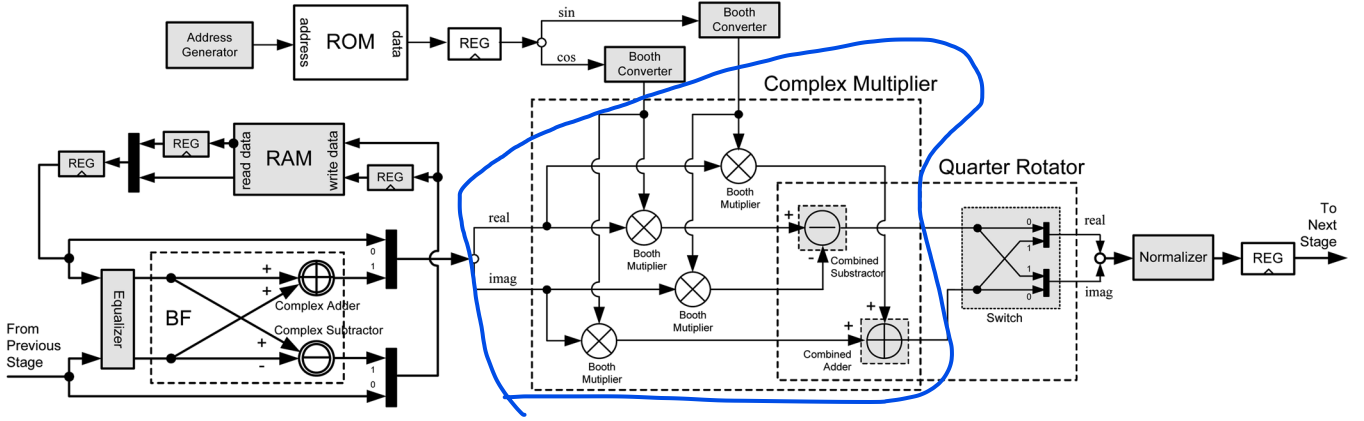 Address
Generator
address
ROM
data
REG
sin
cos
Booth
Converter
Booth
Converter
Complex Multiplier
REG
REG
read data
RAM
write data
REG
Quarter Rotator
Booth
Mutiplier
real
Booth
Mutiplier
+
-
Combined
Substractor
0
1
real
To
Next
Stage
0
1
+
+
Complex Adder
Equalizer
BF
imag
Booth
Mutiplier
+
+
Combined
Adder
1
0
Switch
imag
Normalizer
REG
From
Previous
Stage
Complex Subtractor
+
-
1
0
Booth
Mutiplier